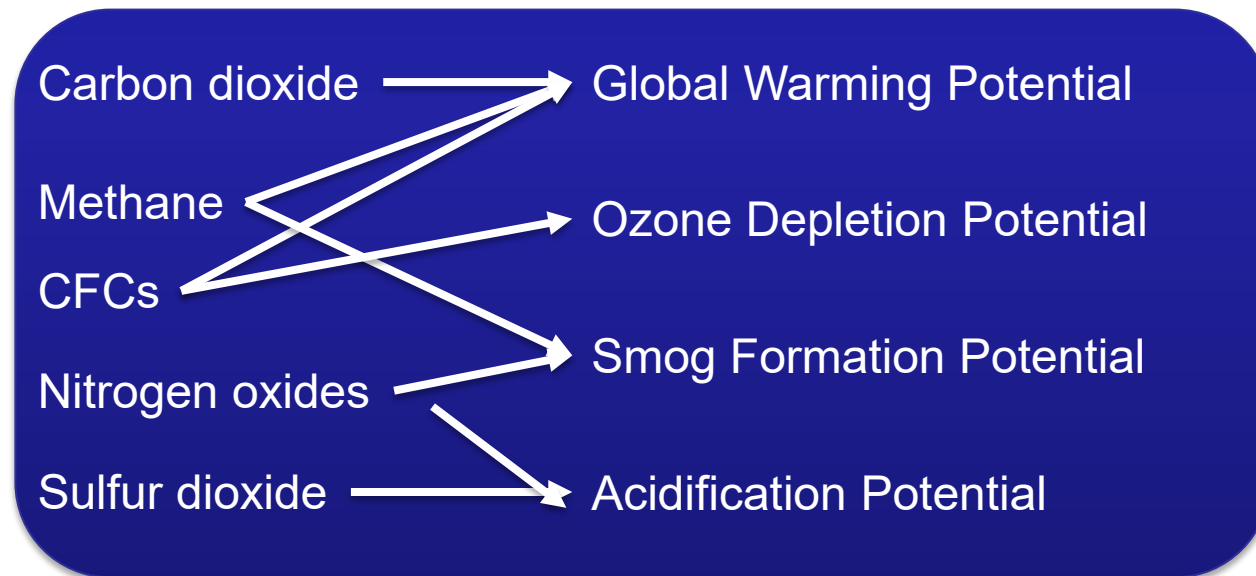 Carbon dioxide
Global Warming Potential
Methane
Ozone Depletion Potential
CFCs
Smog Formation Potential
Nitrogen oxides
Sulfur dioxide
Acidification Potential